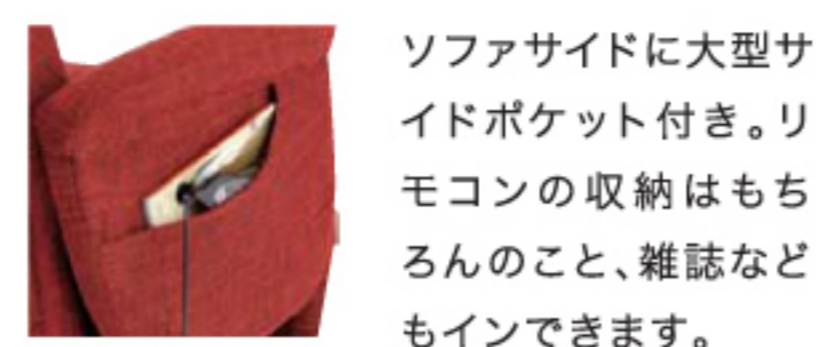 ソファサイドに大型サ
イドポケット付き。リ
モコンの収納はもち
ろんのこと、雑誌など
もインできます。